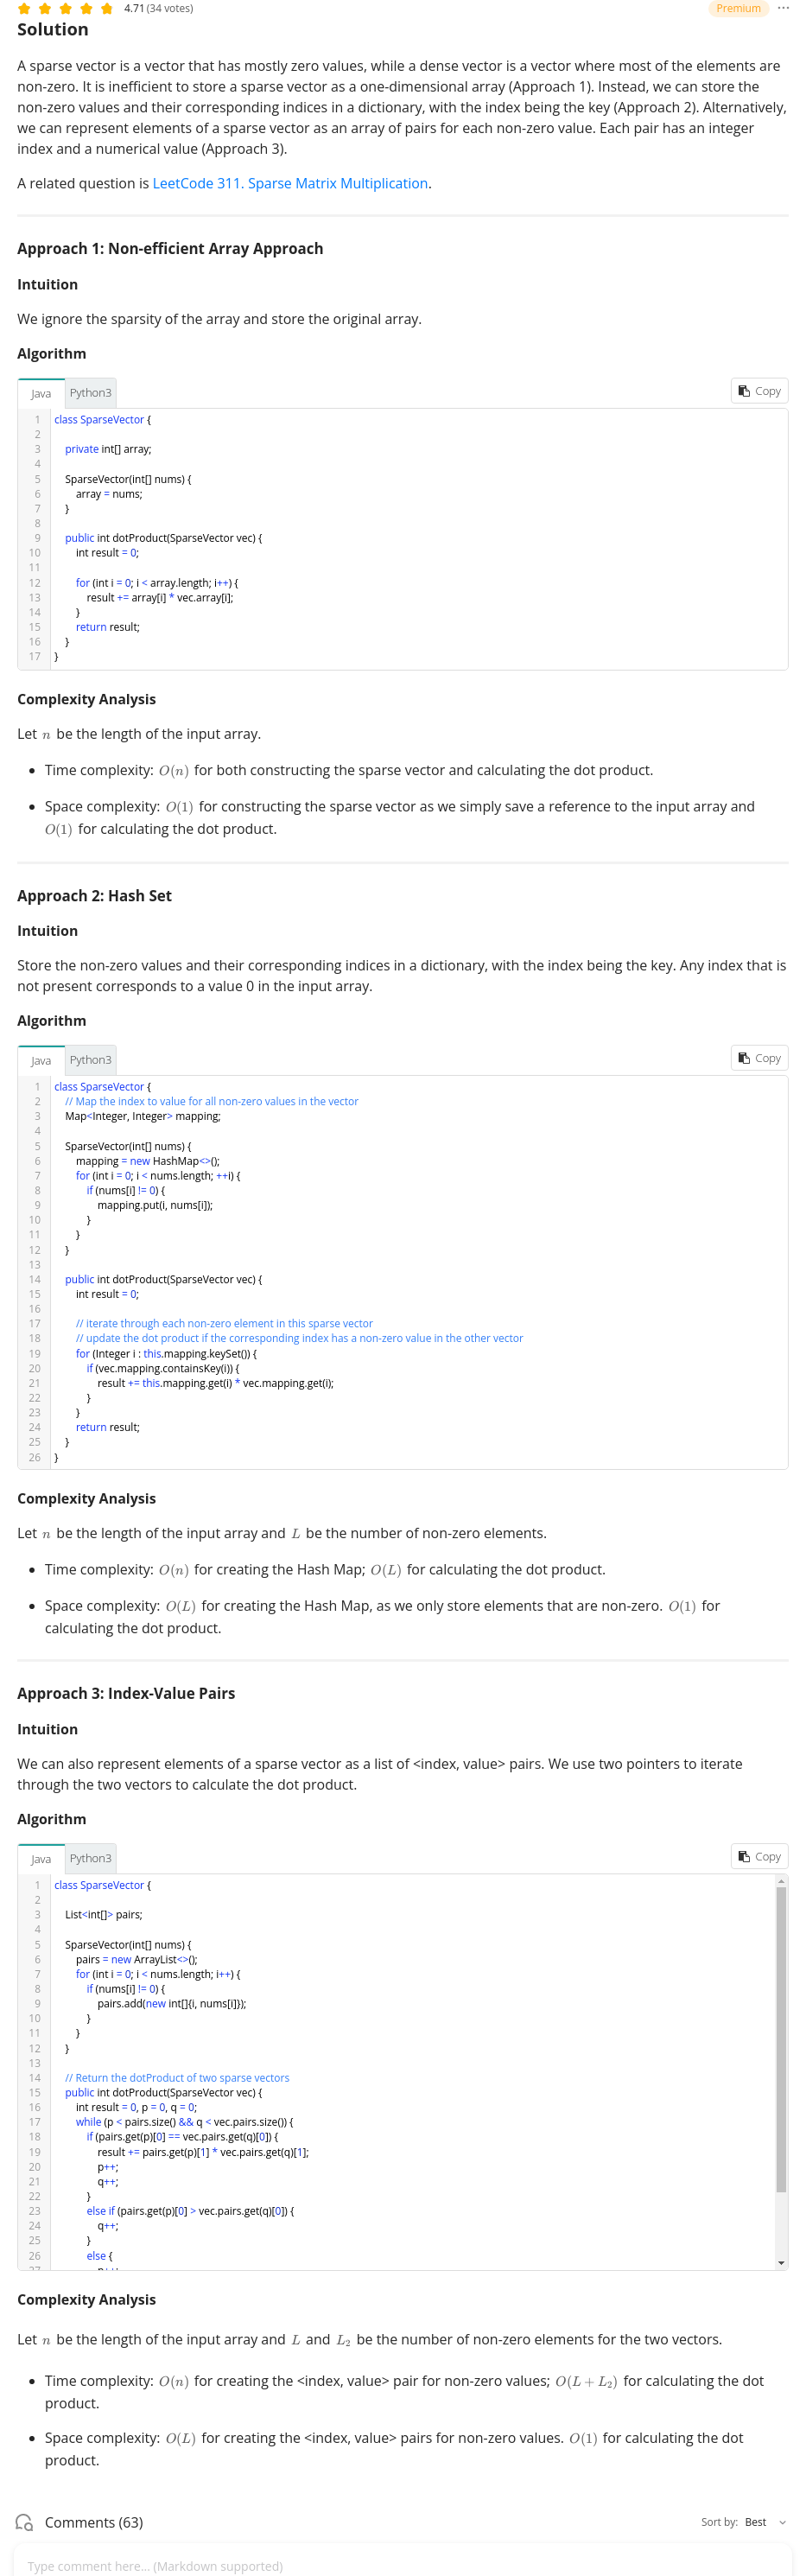 4.71 (34 votes)
Premium
Solution
A sparse vector is a vector that has mostly zero values, while a dense vector is a vector where most of the elements are
non-zero. It is inefficient to store a sparse vector as a one-dimensional array (Approach 1). Instead, we can store the
non-zero values and their corresponding indices in a dictionary, with the index being the key (Approach 2). Alternatively,
we can represent elements of a sparse vector as an array of pairs for each non-zero value. Each pair has an integer
index and a numerical value (Approach 3).
A related question is LeetCode 311. Sparse Matrix Multiplication.
Approach 1: Non-efficient Array Approach
Intuition
We ignore the sparsity of the array and store the original array.
Algorithm
Java Python3 Copy
1 class SparseVector {
2
3 private int[] array;
4
5 SparseVector(int[] nums) {
6 array = nums;
7 }
8
9 public int dotProduct(SparseVector vec) {
10 int result = 0;
11
12 for (int i = 0; i < array.length; i++) {
13 result += array[i] * vec.array[i];
14 }
15 return result;
16 }
17 }
Complexity Analysis
Let n be the length of the input array.
• Time complexity: O(n) for both constructing the sparse vector and calculating the dot product.
• Space complexity: O(1) for constructing the sparse vector as we simply save a reference to the input array and
O(1) for calculating the dot product.
Approach 2: Hash Set
Intuition
Store the non-zero values and their corresponding indices in a dictionary, with the index being the key. Any index that is
not present corresponds to a value 0 in the input array.
Algorithm
Java Python3 Copy
1 class SparseVector {
2 // Map the index to value for all non-zero values in the vector
3 Map<Integer, Integer> mapping;
4
5 SparseVector(int[] nums) {
6 mapping = new HashMap<>();
7 for (int i = 0; i < nums.length; ++i) {
8 if (nums[i] != 0) {
9 mapping.put(i, nums[i]);
10 }
11 }
12 }
13
14 public int dotProduct(SparseVector vec) {
15 int result = 0;
16
17 // iterate through each non-zero element in this sparse vector
18 // update the dot product if the corresponding index has a non-zero value in the other vector
19 for (Integer i : this.mapping.keySet()) {
20 if (vec.mapping.containsKey(i)) {
21 result += this.mapping.get(i) * vec.mapping.get(i);
22 }
23 }
24 return result;
25 }
26 }
Complexity Analysis
Let n be the length of the input array and L be the number of non-zero elements.
• Time complexity: O(n) for creating the Hash Map; O(L) for calculating the dot product.
• Space complexity: O(L) for creating the Hash Map, as we only store elements that are non-zero. O(1) for
calculating the dot product.
Approach 3: Index-Value Pairs
Intuition
We can also represent elements of a sparse vector as a list of <index, value> pairs. We use two pointers to iterate
through the two vectors to calculate the dot product.
Algorithm
Java Python3 Copy
1 class SparseVector {
2
3 List<int[]> pairs;
4
5 SparseVector(int[] nums) {
6 pairs = new ArrayList<>();
7 for (int i = 0; i < nums.length; i++) {
8 if (nums[i] != 0) {
9 pairs.add(new int[]{i, nums[i]});
10 }
11 }
12 }
13
14 // Return the dotProduct of two sparse vectors
15 public int dotProduct(SparseVector vec) {
16 int result = 0, p = 0, q = 0;
17 while (p < pairs.size() && q < vec.pairs.size()) {
18 if (pairs.get(p)[0] == vec.pairs.get(q)[0]) {
19 result += pairs.get(p)[1] * vec.pairs.get(q)[1];
20 p++;
21 q++;
22 }
23 else if (pairs.get(p)[0] > vec.pairs.get(q)[0]) {
24 q++;
25 }
26 else {
Complexity Analysis
Let n be the length of the input array and L and L₂ be the number of non-zero elements for the two vectors.
• Time complexity: O(n) for creating the <index, value> pair for non-zero values; O(L + L₂) for calculating the dot
product.
• Space complexity: O(L) for creating the <index, value> pairs for non-zero values. O(1) for calculating the dot
product.
Comments (63)
Sort by: Best
Type comment here... (Markdown supported)